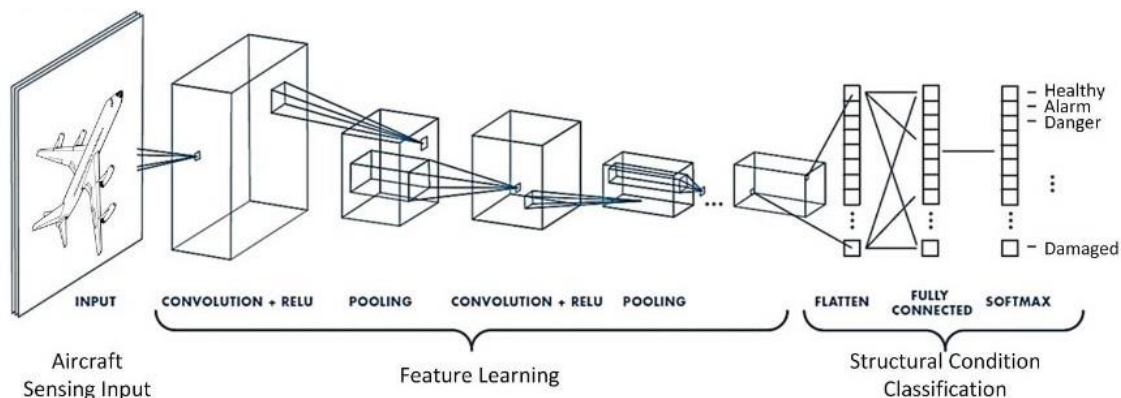 Healthy
Alarm
Danger
Damaged
INPUT
CONVOLUTION + RELU
POOLING
CONVOLUTION + RELU
POOLING
FLATTEN
FULLY
CONNECTED
SOFTMAX
Aircraft
Sensing Input
Feature Learning
Structural Condition
Classification